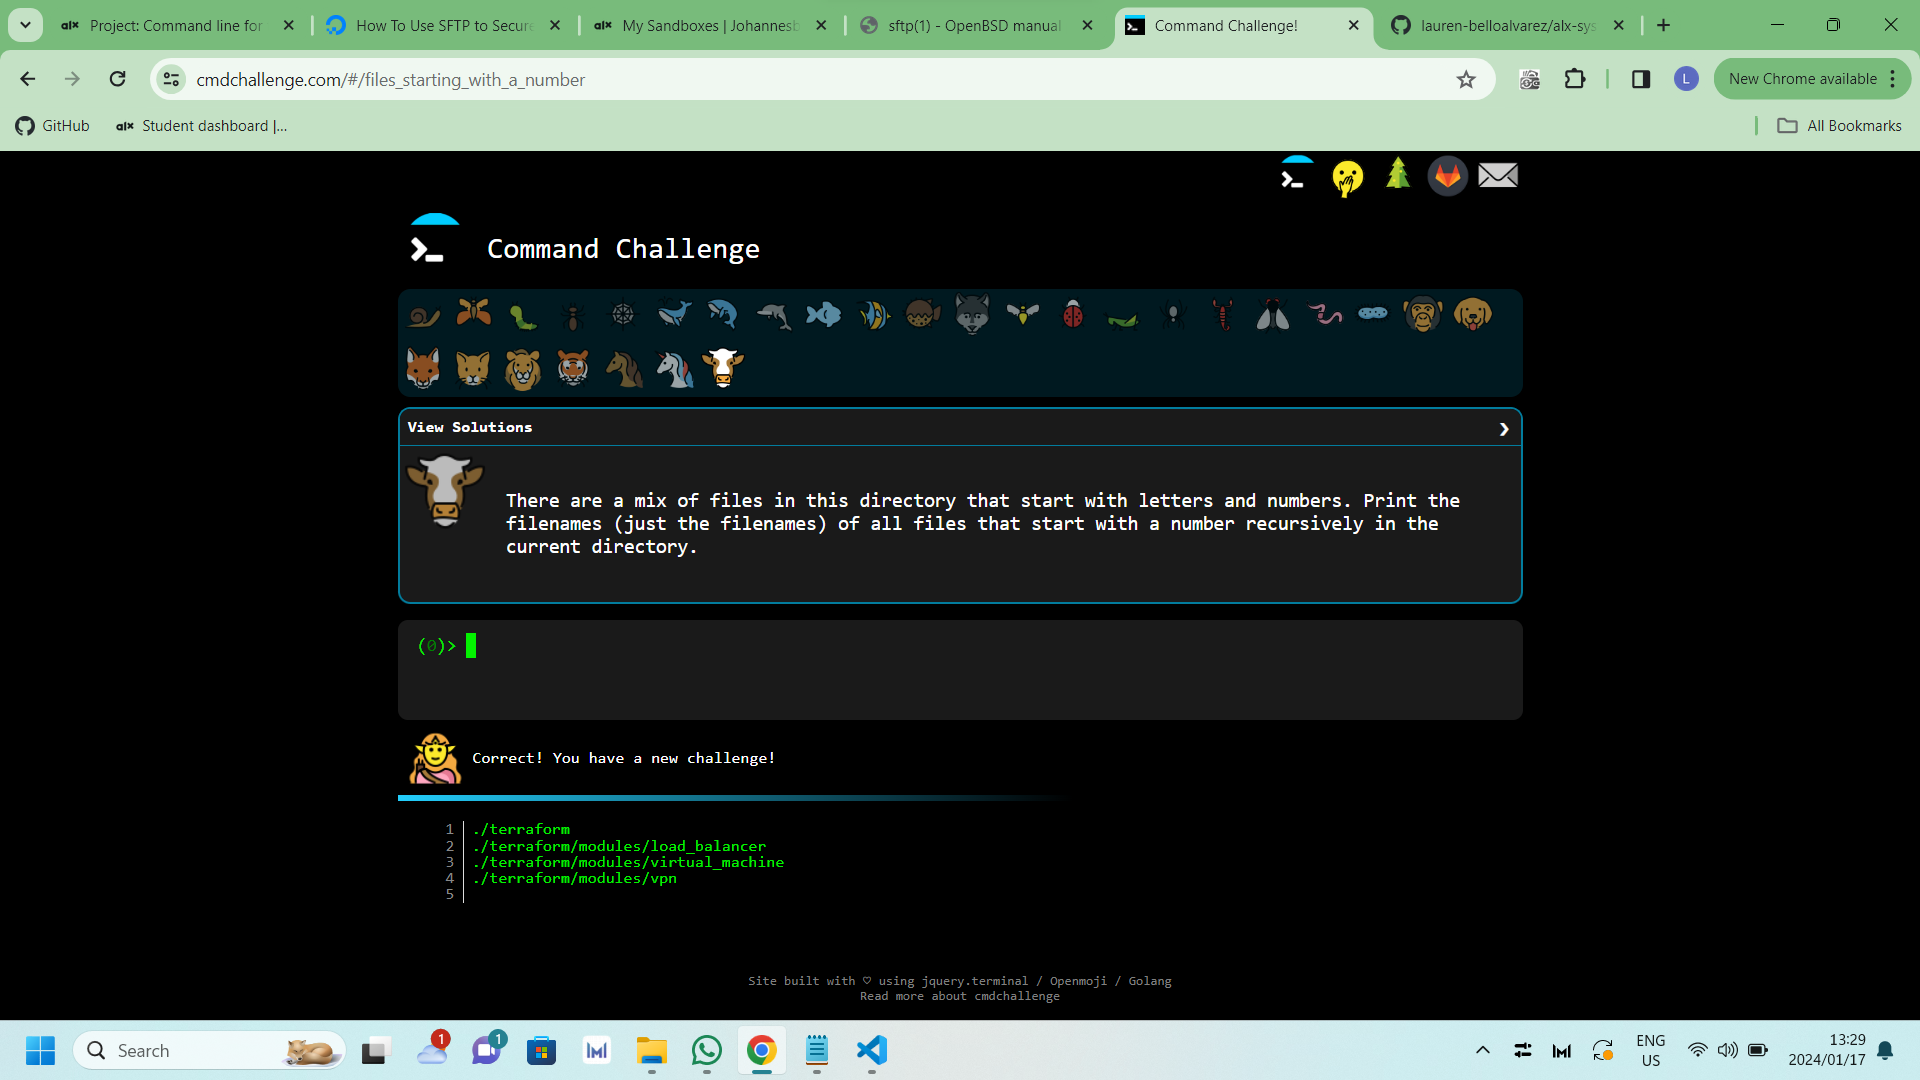 Project: Command line for
How To Use SFTP to Secure
My Sandboxes | Johannesb
sftp(1) - OpenBSD manual
Command Challenge!
lauren-belloalvarez/alx-sys
cmdchallenge.com/#/files_starting_with_a_number
L
New Chrome available
GitHub
alx
Student dashboard |...
All Bookmarks
Command Challenge
View Solutions
There are a mix of files in this directory that start with letters and numbers. Print the
filenames (just the filenames) of all files that start with a number recursively in the
current directory.
(0)>
Correct! You have a new challenge!
1 ./terraform
2 ./terraform/modules/load_balancer
3 ./terraform/modules/virtual_machine
4 ./terraform/modules/vpn
5
Site built with ♡ using jquery.terminal / Openmoji / Golang
Read more about cmdchallenge
Search
1
1
ENG
US
13:29
2024/01/17